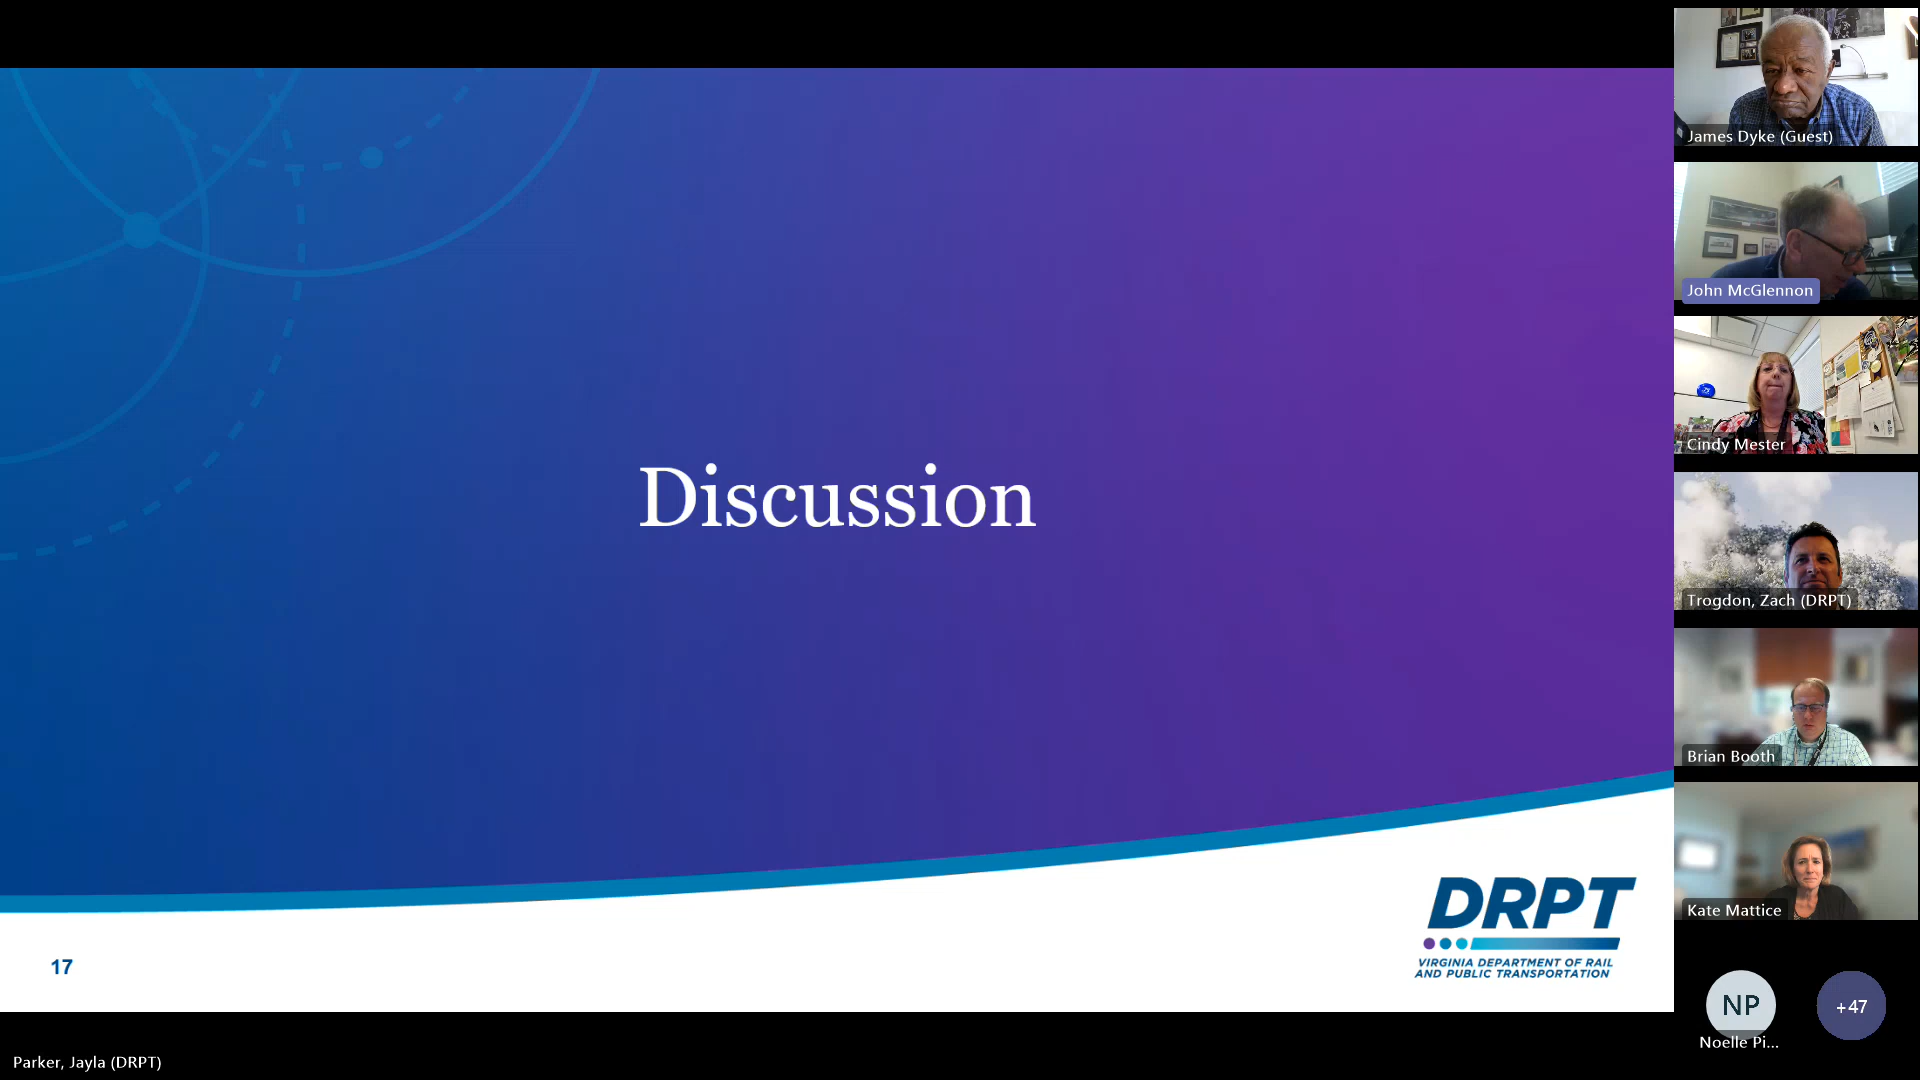 Discussion
17
DRPT
VIRGINIA DEPARTMENT OF RAIL
AND PUBLIC TRANSPORTATION
Parker, Jayla (DRPT)
James Dyke (Guest)
John McGlennon
Cindy Mester
Trogdon, Zach (DRPT)
Brian Booth
Kate Mattice
NP
Noelle Pi...
+47